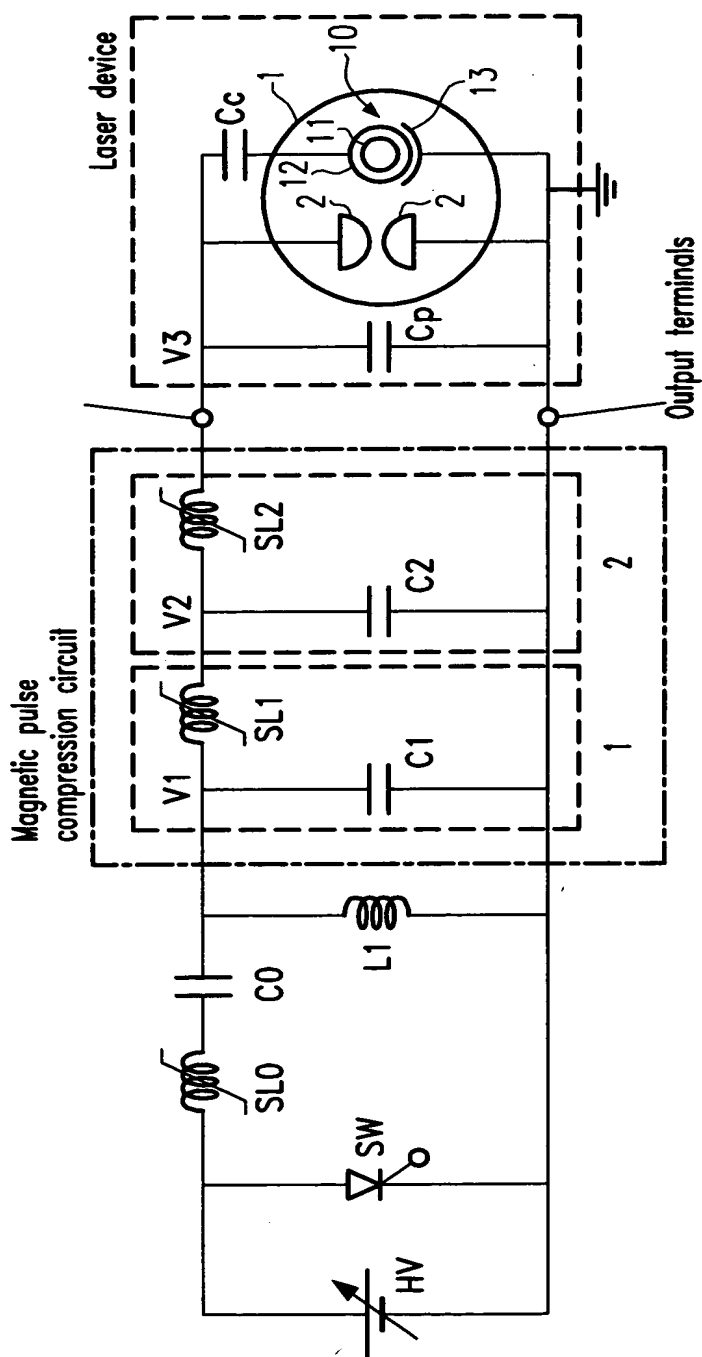 Magnetic pulse
compression circuit
Laser device
V1
V2
V3
SL0
C0
SL1
SL2
Cc
10
1
11
12
13
2
2
HV
SW
L1
C1
C2
Cp
1
2
Output terminals